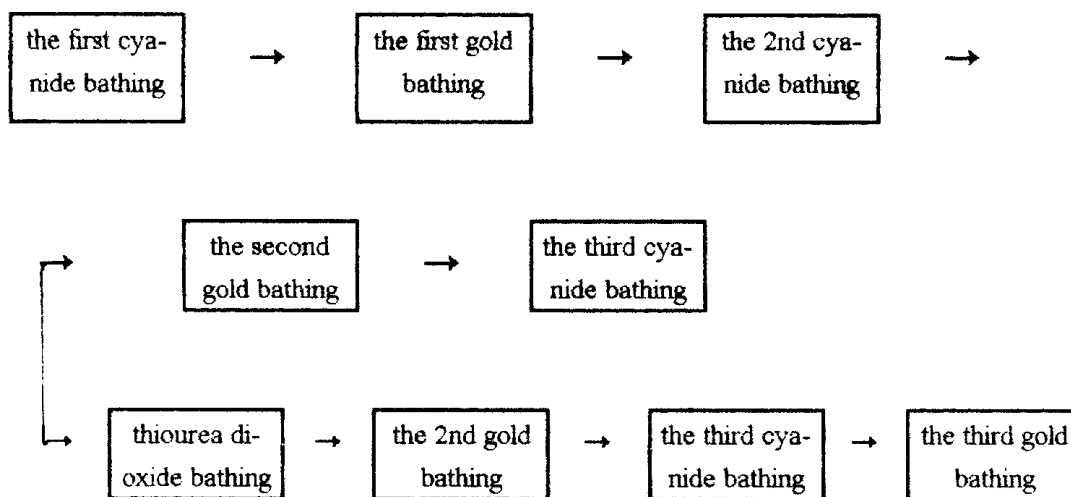 the first cya-
nide bathing
→
the first gold
bathing
→
the 2nd cya-
nide bathing
→
→
the second
gold bathing
→
the third cya-
nide bathing
→
thiourea di-
oxide bathing
→
the 2nd gold
bathing
→
the third cya-
nide bathing
→
the third gold
bathing